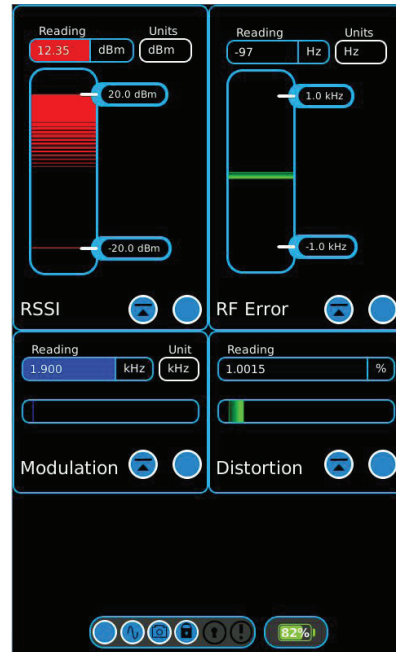 Reading Units
12.35 dBm dBm
20.0 dBm
-20.0 dBm
RSSI
Reading Units
-97 Hz Hz
1.0 kHz
-1.0 kHz
RF Error
Reading Unit
1.900 kHz kHz
Modulation
Reading
1.0015 %
Distortion
82%